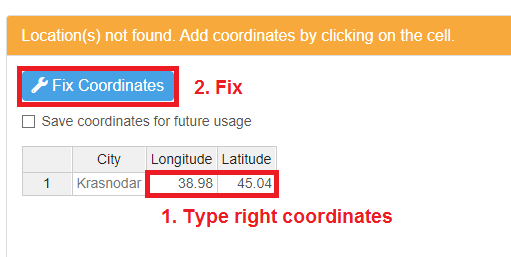 Location(s) not found. Add coordinates by clicking on the cell.
Fix Coordinates
2. Fix
Save coordinates for future usage
City Longitude Latitude
1 Krasnodar 38.98 45.04
1. Type right coordinates